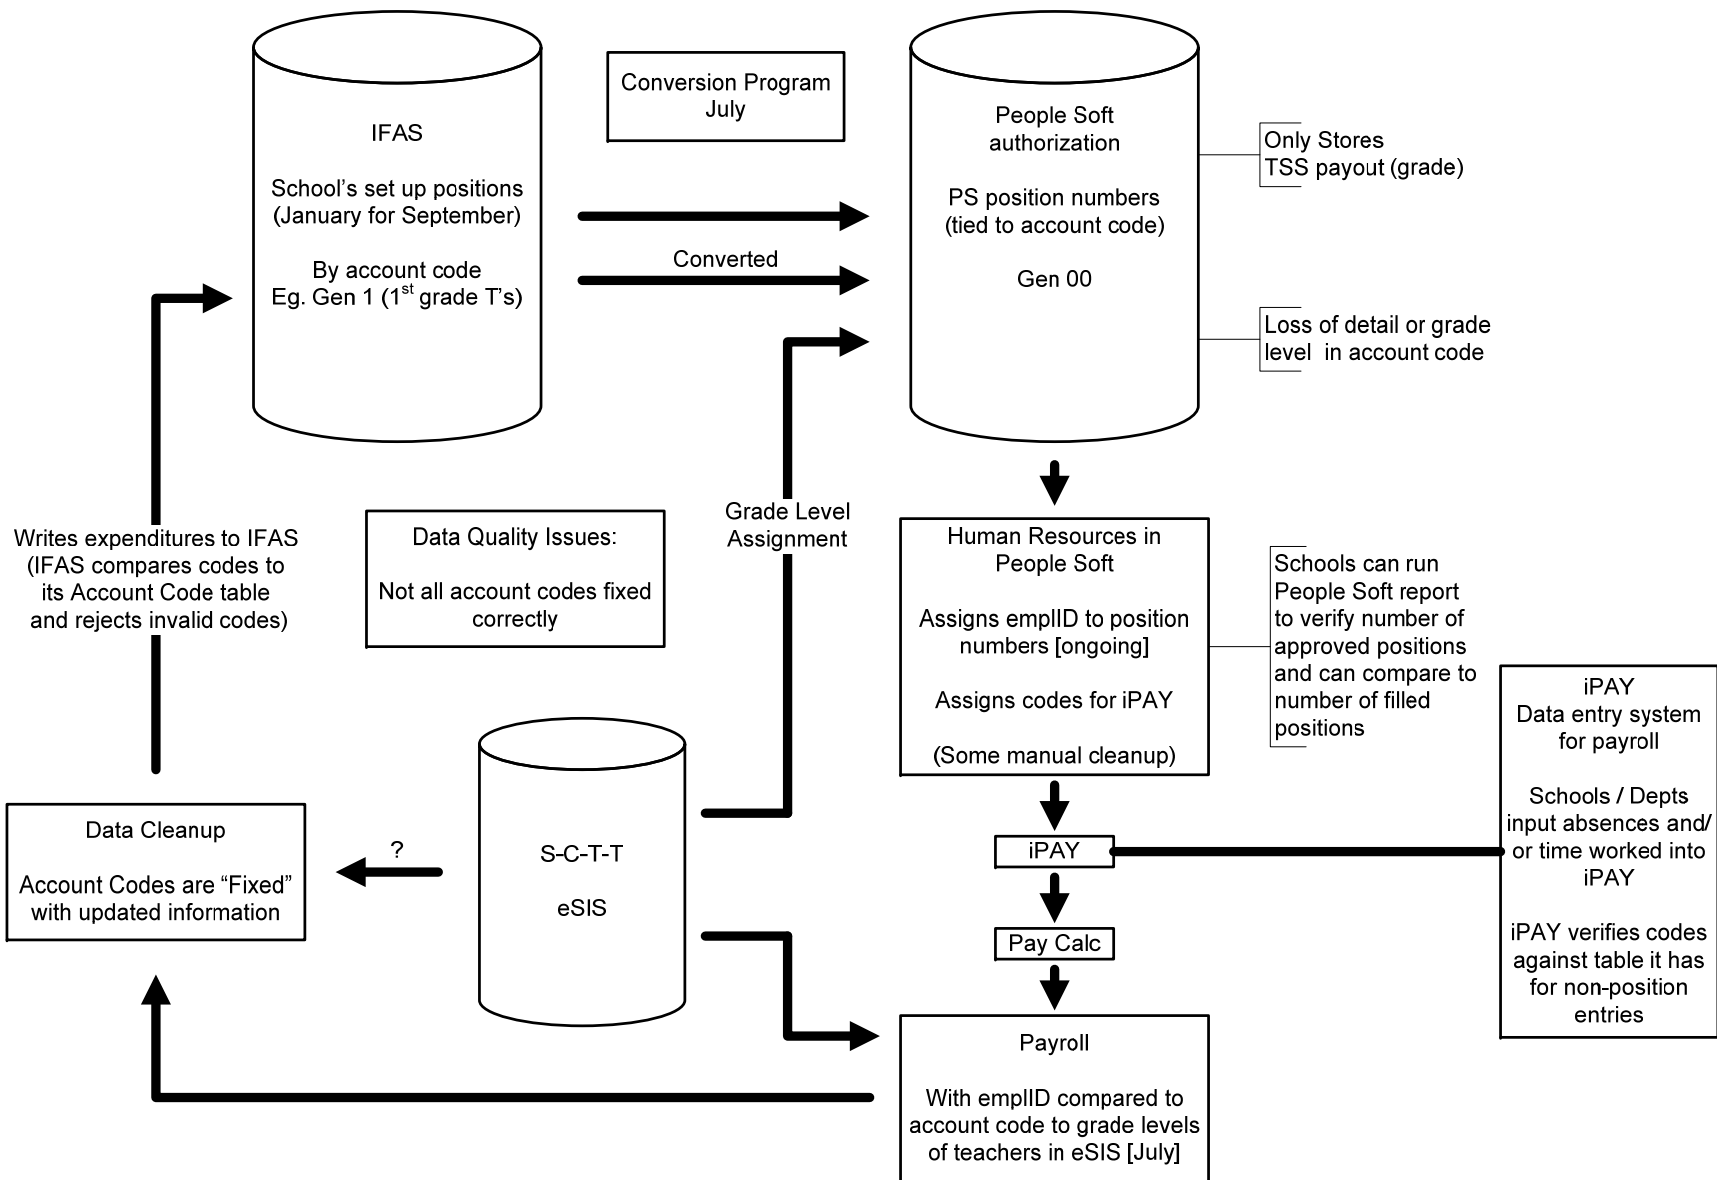 IFAS
School's set up positions
(January for September)
By account code
Eg. Gen 1 (1st grade T's)
Conversion Program
July
Converted
People Soft
authorization
PS position numbers
(tied to account code)
Gen 00
Only Stores
TSS payout (grade)
Loss of detail or grade
level in account code
Writes expenditures to IFAS
(IFAS compares codes to
its Account Code table
and rejects invalid codes)
Data Quality Issues:
Not all account codes fixed
correctly
Grade Level
Assignment
Human Resources in
People Soft
Assigns emplID to position
numbers [ongoing]
Assigns codes for iPAY
(Some manual cleanup)
Schools can run
People Soft report
to verify number of
approved positions
and can compare to
number of filled
positions
iPAY
Data entry system
for payroll
Schools / Depts
input absences and/
or time worked into
iPAY
iPAY verifies codes
against table it has
for non-position
entries
Data Cleanup
Account Codes are “Fixed”
with updated information
?
S-C-T-T
eSIS
iPAY
Pay Calc
Payroll
With emplID compared to
account code to grade levels
of teachers in eSIS [July]